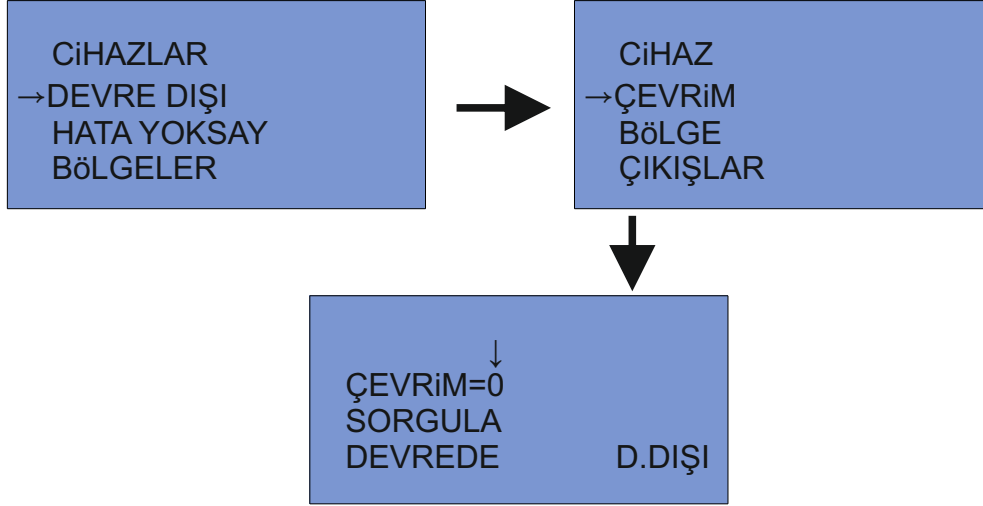 CiHAZLAR
→DEVRE DIŞI
HATA YOKSAY
BöLGELER
CiHAZ
→ÇEVRiM
BöLGE
ÇIKIŞLAR
↓
ÇEVRiM=0
SORGULA
DEVREDE D.DIŞI